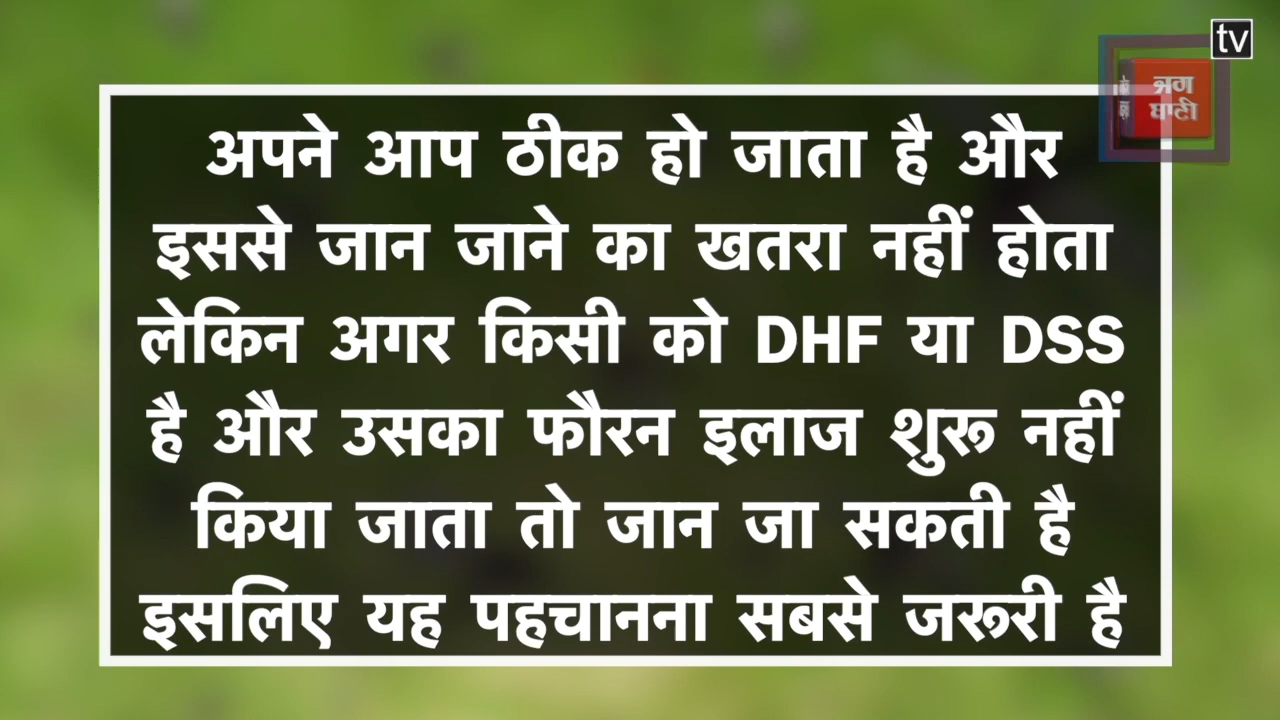 tv
ਜਗ
ਬਾਣੀ
अपने आप ठीक हो जाता है और
इससे जान जाने का खतरा नहीं होता
लेकिन अगर किसी को DHF या DSS
है और उसका फौरन इलाज शुरू नहीं
किया जाता तो जान जा सकती है
इसलिए यह पहचानना सबसे जरूरी है